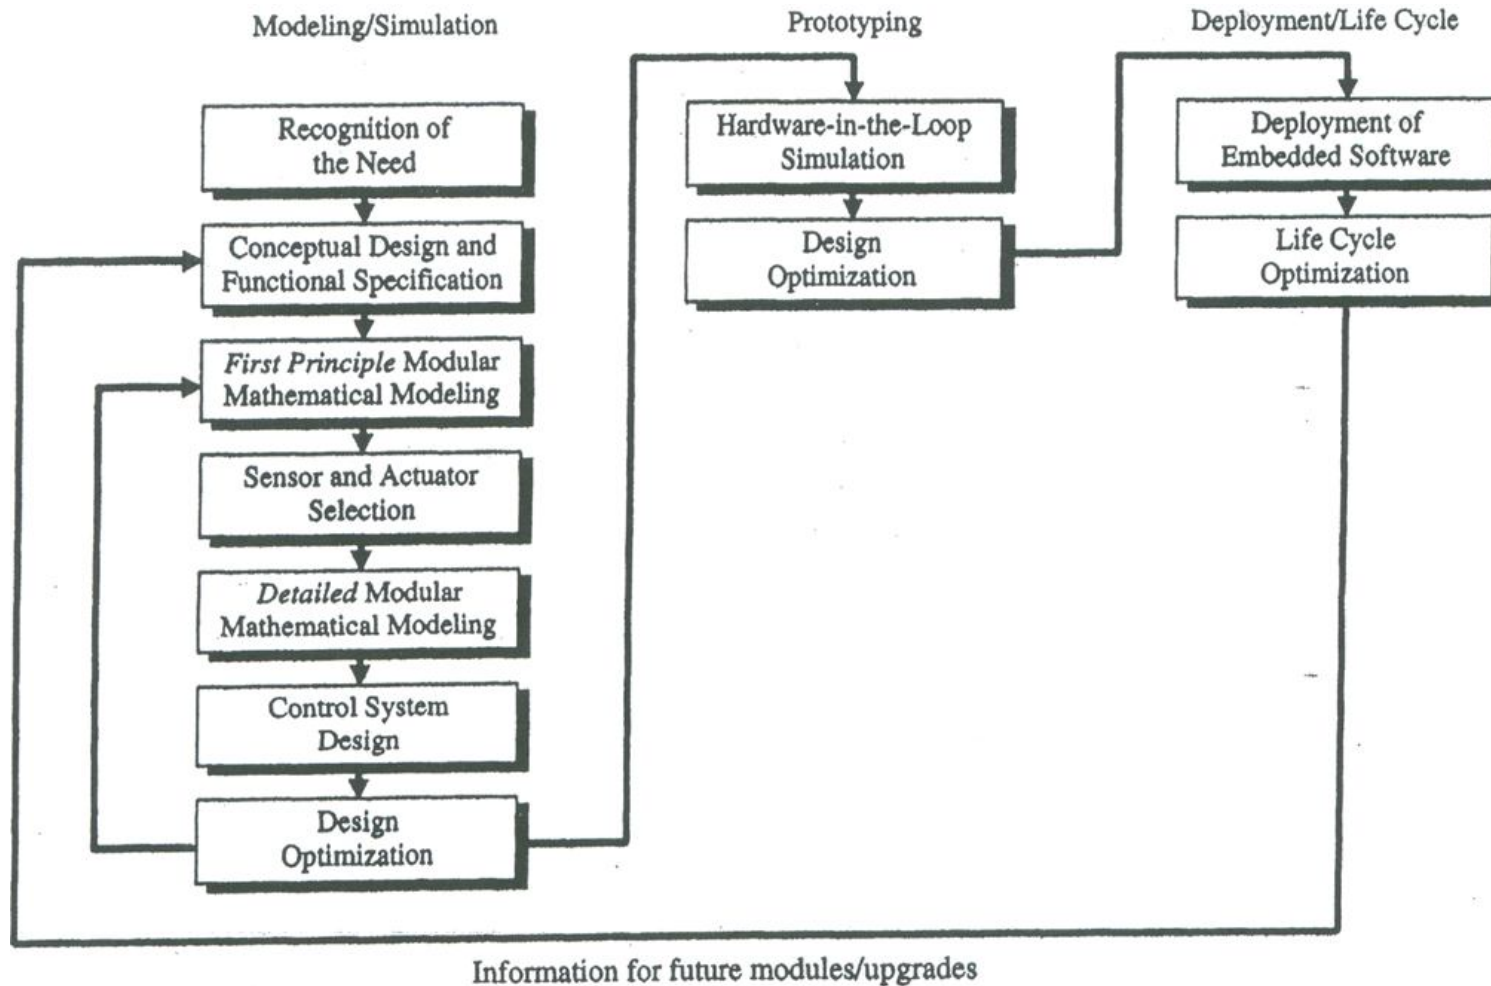 Modeling/Simulation
Prototyping
Deployment/Life Cycle
Recognition of
the Need
Conceptual Design and
Functional Specification
First Principle Modular
Mathematical Modeling
Sensor and Actuator
Selection
Detailed Modular
Mathematical Modeling
Control System
Design
Design
Optimization
Hardware-in-the-Loop
Simulation
Design
Optimization
Deployment of
Embedded Software
Life Cycle
Optimization
Information for future modules/upgrades